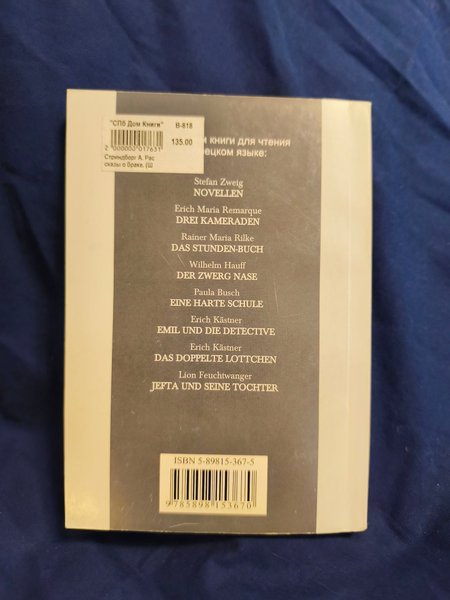 "СПб Дом Книги" В-818
2000000017631
135.00
Стриндберг А. Рас
сказы о браке. (Ш
м книги для чтения
ецком языке:
Stefan Zweig
NOVELLEN
Erich Maria Remarque
DREI KAMERADEN
Rainer Maria Rilke
DAS STUNDEN-BUCH
Wilhelm Hauff
DER ZWERG NASE
Paula Busch
EINE HARTE SCHULE
Erich Kästner
EMIL UND DIE DETECTIVE
Erich Kästner
DAS DOPPELTE LOTTCHEN
Lion Feuchtwanger
JEFTA UND SEINE TOCHTER
ISBN 5-89815-367-5
9785898153670